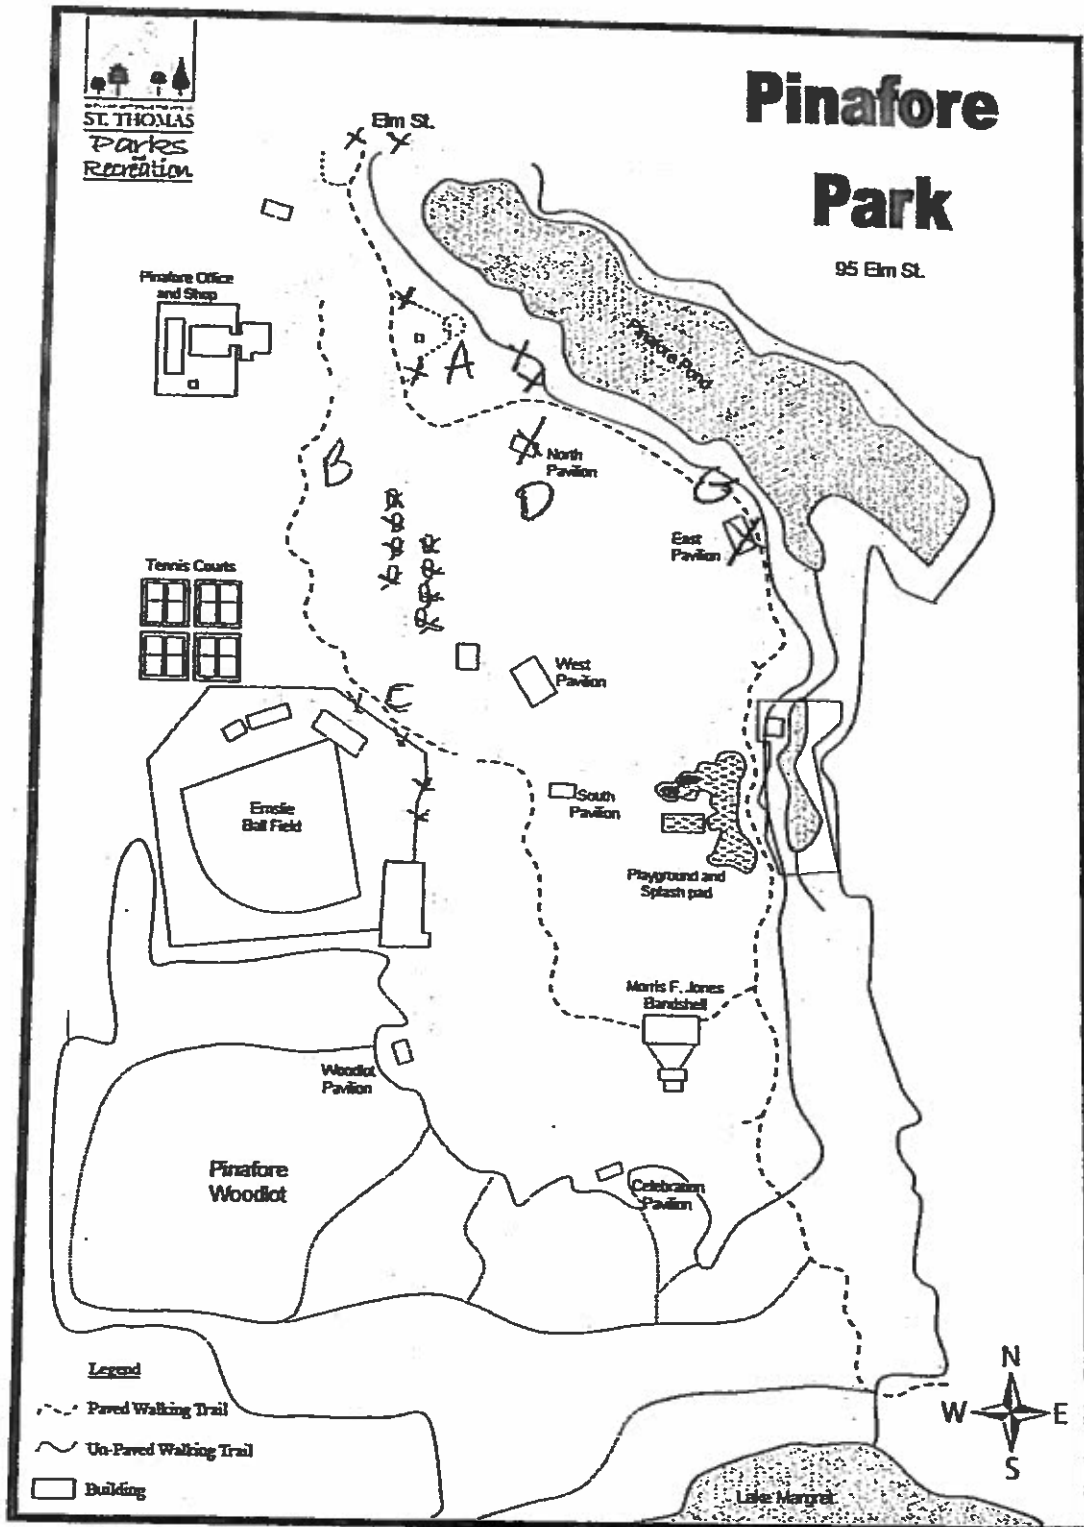 ST. THOMAS
Parks
Recreation
Elm St.
Pinafore
Park
95 Elm St.
Pinafore Office
and Shop
Pinafore Pond
A
B
North
Pavilion
D
East
Pavilion
Tennis Courts
West
Pavilion
C
Emslie
Ball Field
South
Pavilion
Playground and
Splash pad
Morris F. Jones
Bandshell
Woodlot
Pavilion
Pinafore
Woodlot
Celebration
Pavilion
Legend
Paved Walking Trail
Un-Paved Walking Trail
Building
N
W E
S
Lake Margret